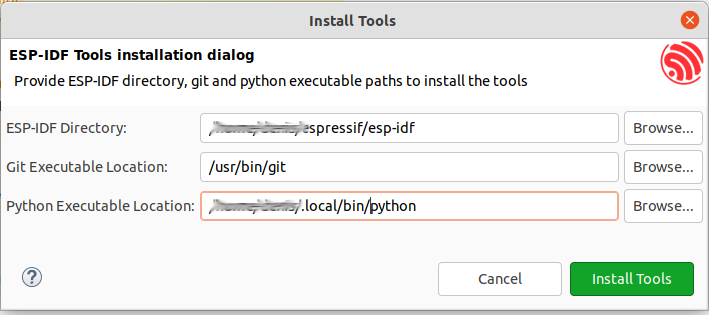 Install Tools
ESP-IDF Tools installation dialog
Provide ESP-IDF directory, git and python executable paths to install the tools
ESP-IDF Directory: espressif/esp-idf Browse...
Git Executable Location: /usr/bin/git Browse...
Python Executable Location: .local/bin/python Browse...
? Cancel Install Tools